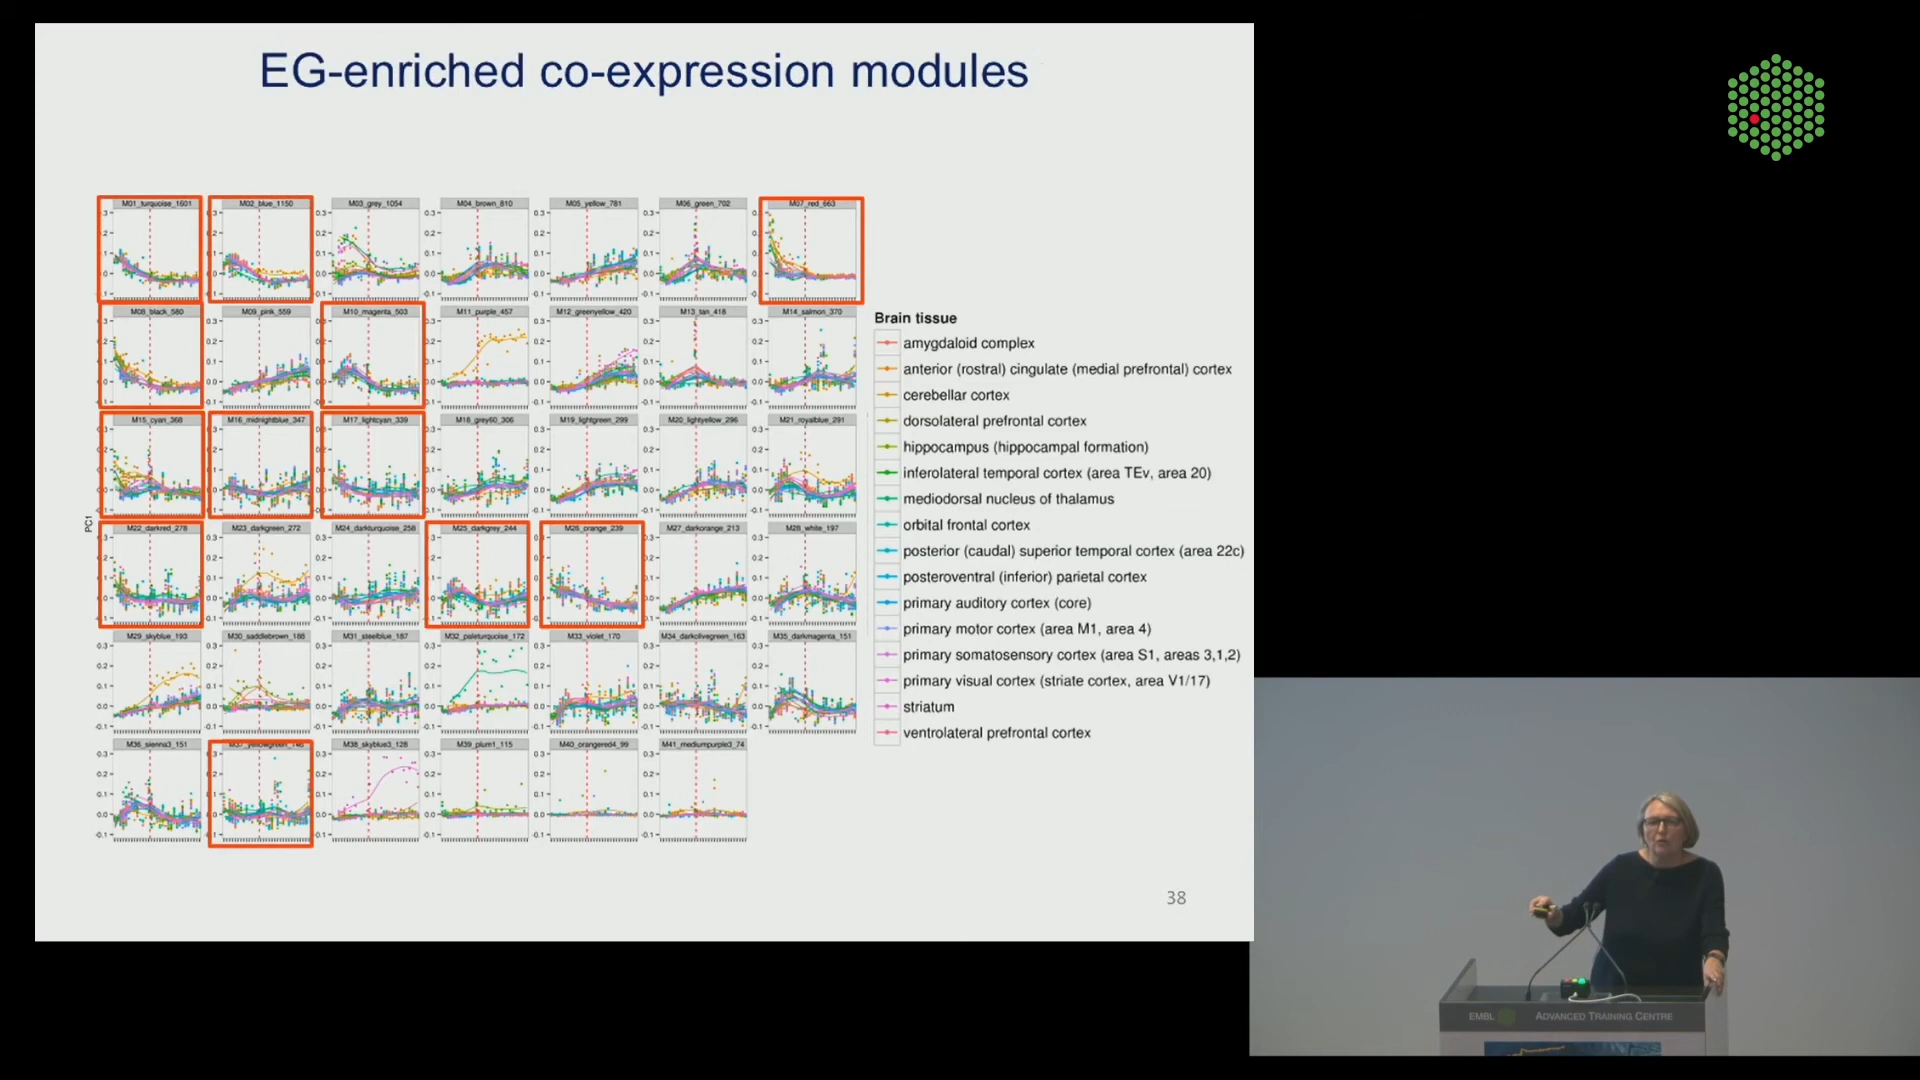 EG-enriched co-expression modules
M01_turquoise_1601 M02_blue_1150 M03_grey_1054 M04_brown_810 M05_yellow_781 M06_green_702 M07_red_663
M08_black_580 M09_pink_559 M10_magenta_503 M11_purple_457 M12_greenyellow_420 M13_tan_418 M14_salmon_370
M15_cyan_368 M16_midnightblue_347 M17_lightcyan_339 M18_grey60_306 M19_lightgreen_299 M20_lightyellow_296 M21_royalblue_291
PC1
M22_darkred_278 M23_darkgreen_272 M24_darkturquoise_258 M25_darkgrey_244 M26_orange_239 M27_darkorange_213 M28_white_197
M29_skyblue_193 M30_saddlebrown_188 M31_steelblue_187 M32_paleturquoise_172 M33_violet_170 M34_darkolivegreen_163 M35_darkmagenta_151
M36_sienna3_151 M37_yellowgreen_146 M38_skyblue3_128 M39_plum1_115 M40_orangered4_99 M41_mediumpurple3_74
Brain tissue
amygdaloid complex
anterior (rostral) cingulate (medial prefrontal) cortex
cerebellar cortex
dorsolateral prefrontal cortex
hippocampus (hippocampal formation)
inferolateral temporal cortex (area TEv, area 20)
mediodorsal nucleus of thalamus
orbital frontal cortex
posterior (caudal) superior temporal cortex (area 22c)
posteroventral (inferior) parietal cortex
primary auditory cortex (core)
primary motor cortex (area M1, area 4)
primary somatosensory cortex (area S1, areas 3,1,2)
primary visual cortex (striate cortex, area V1/17)
striatum
ventrolateral prefrontal cortex
38
EMBL ADVANCED TRAINING CENTRE